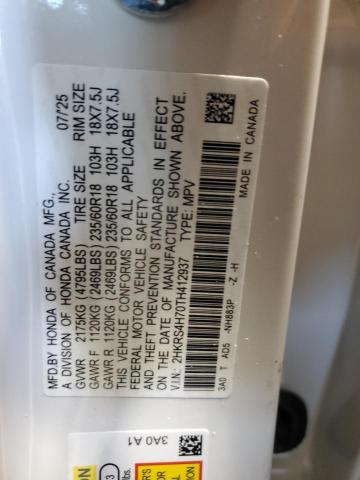 MFD.BY HONDA OF CANADA MFG., 07/'25
A DIVISION OF HONDA CANADA INC.
GVWR 2175KG (4795LBS) TIRE SIZE RIM SIZE
GAWR F 1120KG (2469LBS) 235/60R18 103H 18X7.5J
GAWR R 1120KG (2469LBS) 235/60R18 103H 18X7.5J
THIS VEHICLE CONFORMS TO ALL APPLICABLE
FEDERAL MOTOR VEHICLE SAFETY
AND THEFT PREVENTION STANDARDS IN EFFECT
ON THE DATE OF MANUFACTURE SHOWN ABOVE.
V.I.N.: 2HKRS4H70TH412937 TYPE: MPV
3A0 T AD5 -NH883P -Z -H
MADE IN CANADA
3A0 A1